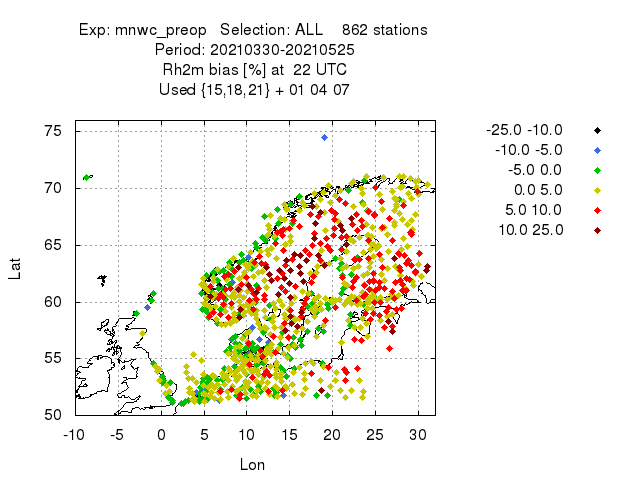 Exp: mnwc_preop   Selection: ALL    862 stations
Period: 20210330-20210525
Rh2m bias [%] at  22 UTC
Used {15,18,21} + 01 04 07
-25.0 -10.0
-10.0 -5.0
-5.0 0.0
0.0 5.0
5.0 10.0
10.0 25.0
75
70
65
60
55
50
Lat
-10 -5 0 5 10 15 20 25 30
Lon